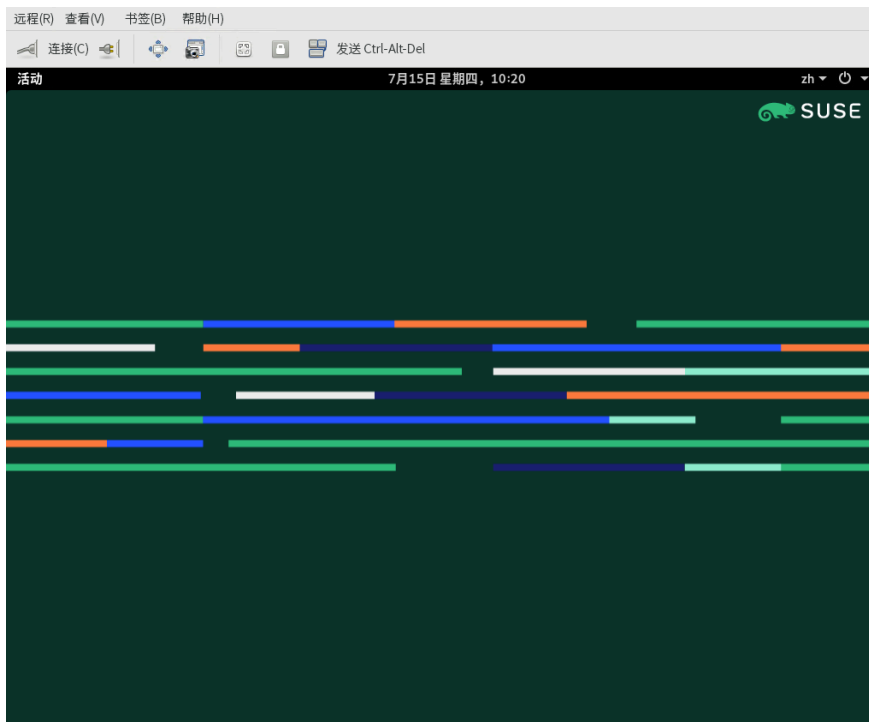 远程(R) 查看(V) 书签(B) 帮助(H)
连接(C) 发送 Ctrl-Alt-Del
活动 7月15日 星期四，10:20 zh
SUSE